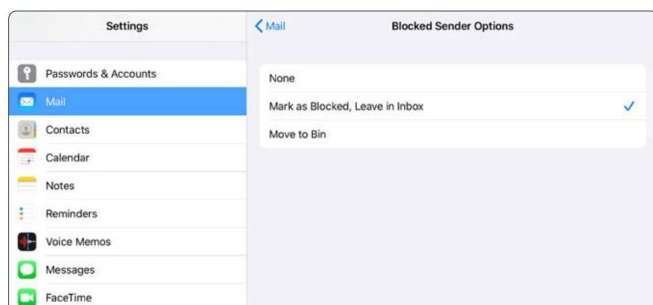 Settings
Passwords & Accounts
Mail
Contacts
Calendar
Notes
Reminders
Voice Memos
Messages
FaceTime
Mail
Blocked Sender Options
None
Mark as Blocked, Leave in Inbox
Move to Bin